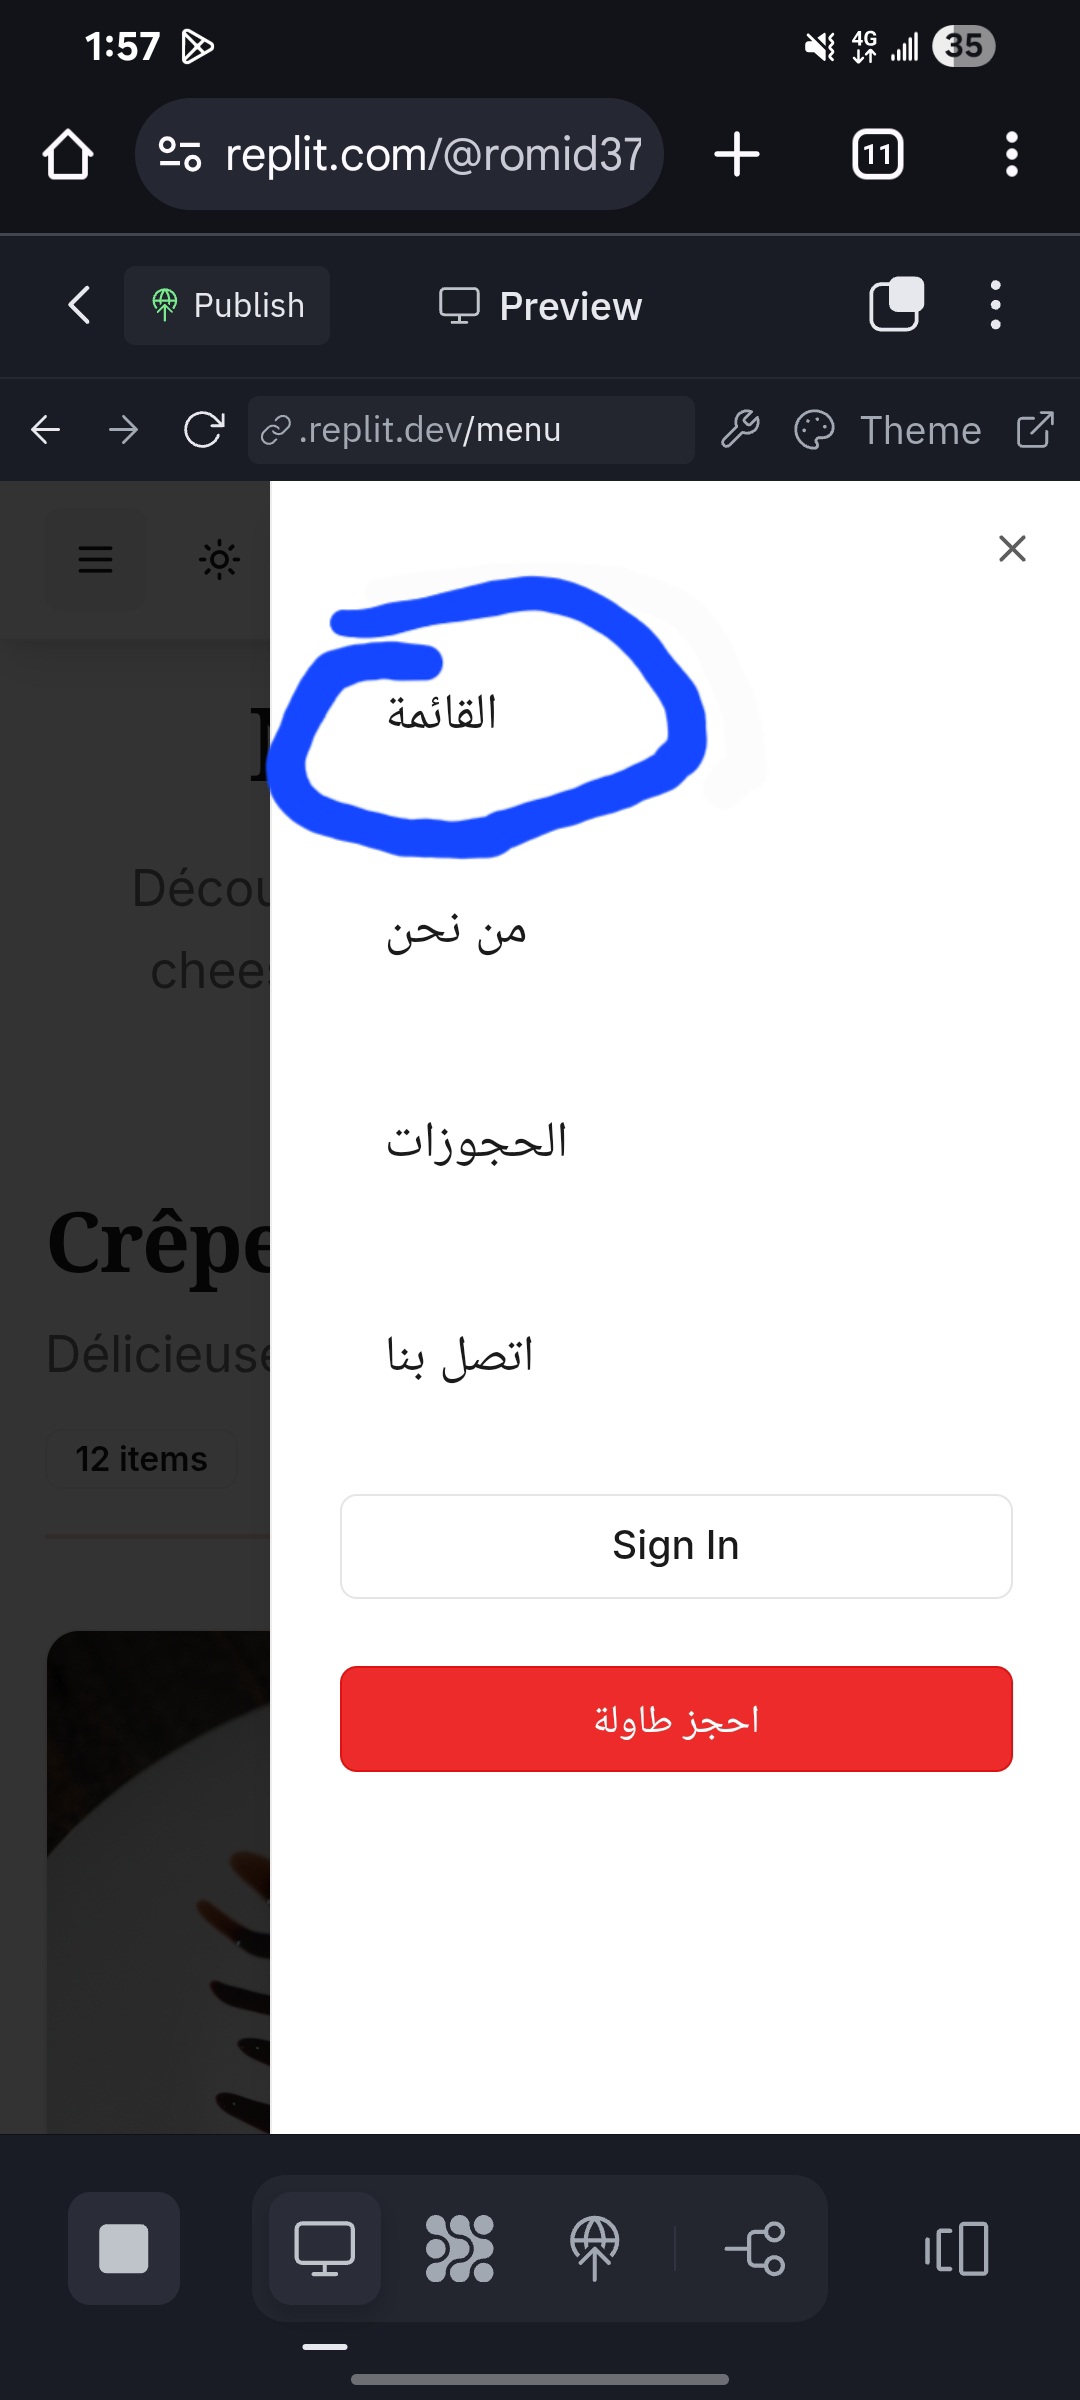 1:57
4G
35
replit.com/@romid37
11
Publish
Preview
.replit.dev/menu
Theme
القائمة
Décou
من نحن
chees
الحجوزات
Crêpe
Délicieuse
اتصل بنا
12 items
Sign In
احجز طاولة